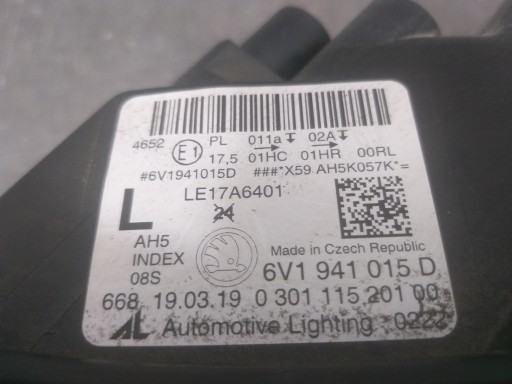 4652 E1 PL 011a 02A
17,5 01HC 01HR 00RL
#6V1941015D ###*X59 AH5K057K*=
L LE17A6401
24
AH5
INDEX
08S
Made in Czech Republic
6V1 941 015 D
668 19.03.19 0 301 115 201 00
AL Automotive Lighting 0222